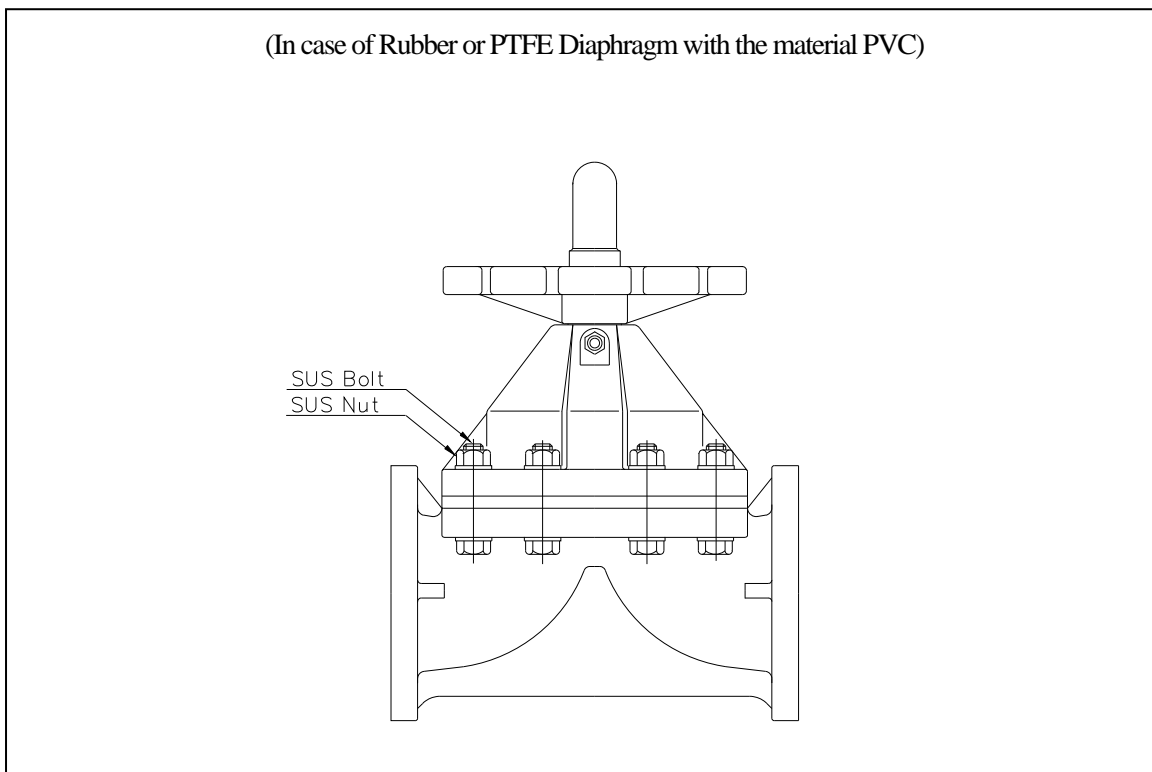 (In case of Rubber or PTFE Diaphragm with the material PVC)
SUS Bolt
SUS Nut